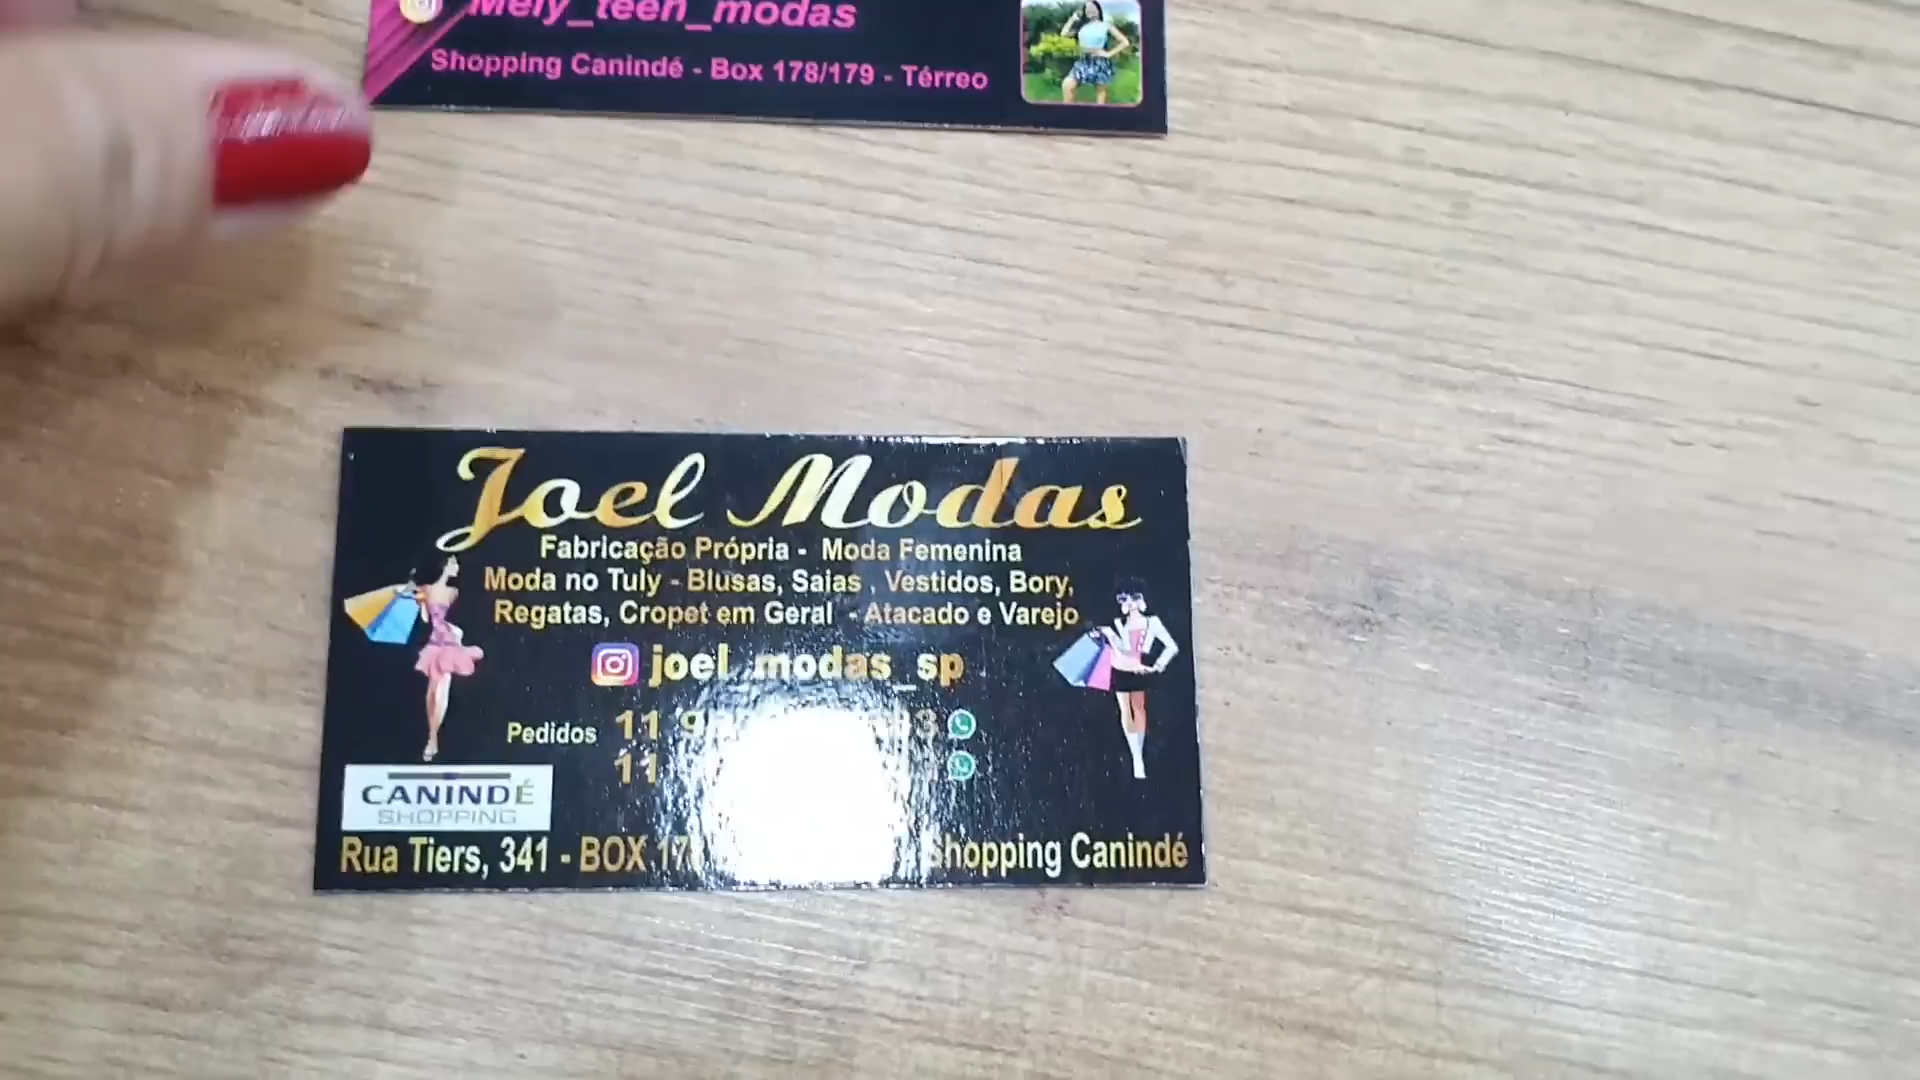 Mely_teen_modas
Shopping Canindé - Box 178/179 - Térreo
Joel Modas
Fabricação Própria - Moda Femenina
Moda no Tuly - Blusas, Saias , Vestidos, Bory,
Regatas, Cropet em Geral - Atacado e Varejo
joel_modas_sp
Pedidos 11
11
CANINDÉ
SHOPPING
Rua Tiers, 341 - BOX Shopping Canindé